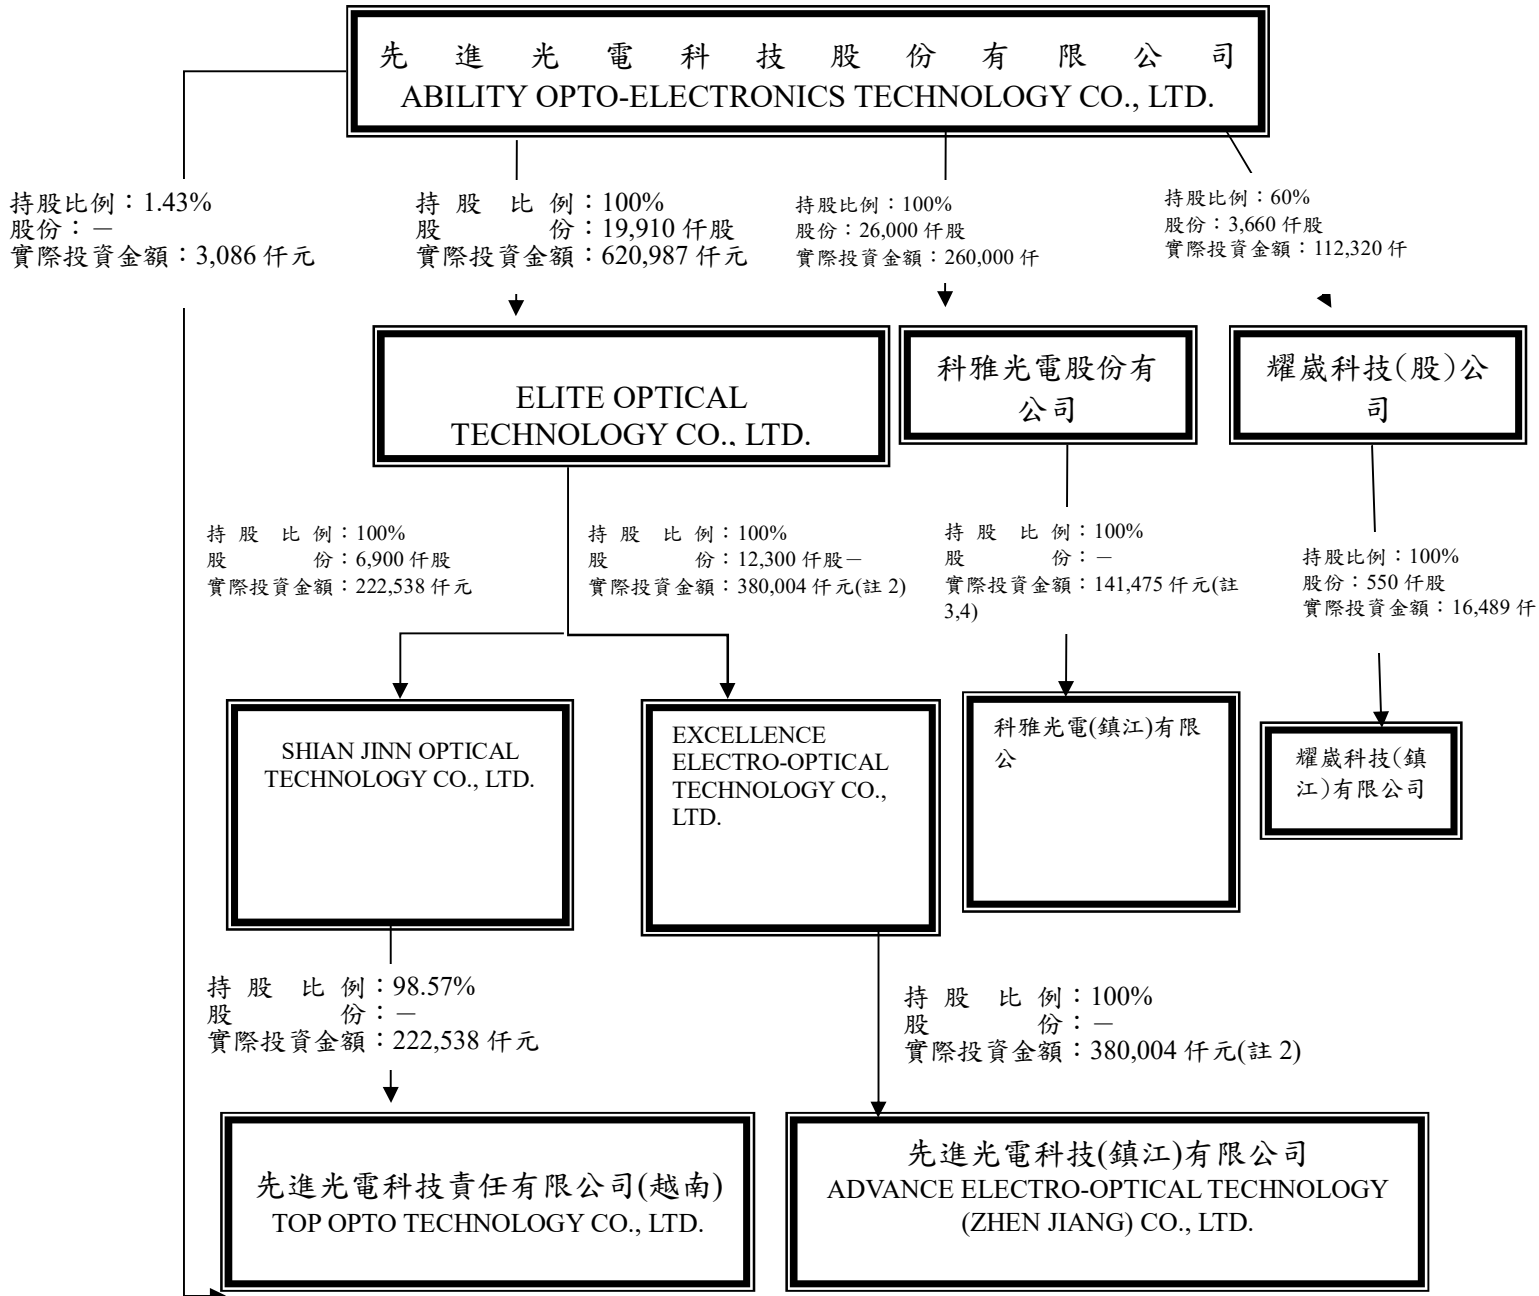 先進光電科技股份有限公司
ABILITY OPTO-ELECTRONICS TECHNOLOGY CO., LTD.
持股比例：1.43%
股份：－
實際投資金額：3,086 仟元
持股比例：100%
股份：19,910 仟股
實際投資金額：620,987 仟元
持股比例：100%
股份：26,000 仟股
實際投資金額：260,000 仟
持股比例：60%
股份：3,660 仟股
實際投資金額：112,320 仟
ELITE OPTICAL
TECHNOLOGY CO., LTD.
科雅光電股份有
公司
耀崴科技(股)公
司
持股比例：100%
股份：6,900 仟股
實際投資金額：222,538 仟元
持股比例：100%
股份：12,300 仟股－
實際投資金額：380,004 仟元(註 2)
持股比例：100%
股份：－
實際投資金額：141,475 仟元(註
3,4)
持股比例：100%
股份：550 仟股
實際投資金額：16,489 仟
SHIAN JINN OPTICAL
TECHNOLOGY CO., LTD.
EXCELLENCE
ELECTRO-OPTICAL
TECHNOLOGY CO.,
LTD.
科雅光電(鎮江)有限
公
耀崴科技(鎮
江)有限公司
持股比例：98.57%
股份：－
實際投資金額：222,538 仟元
持股比例：100%
股份：－
實際投資金額：380,004 仟元(註 2)
先進光電科技責任有限公司(越南)
TOP OPTO TECHNOLOGY CO., LTD.
先進光電科技(鎮江)有限公司
ADVANCE ELECTRO-OPTICAL TECHNOLOGY
(ZHEN JIANG) CO., LTD.